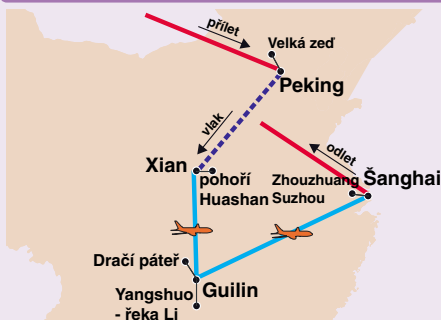 přílet
Velká zeď
Peking
vlak
odlet
Xian
pohoří
Huashan
Zhouzhuang
Suzhou
Šanghai
Dračí páteř
Guilin
Yangshuo
- řeka Li